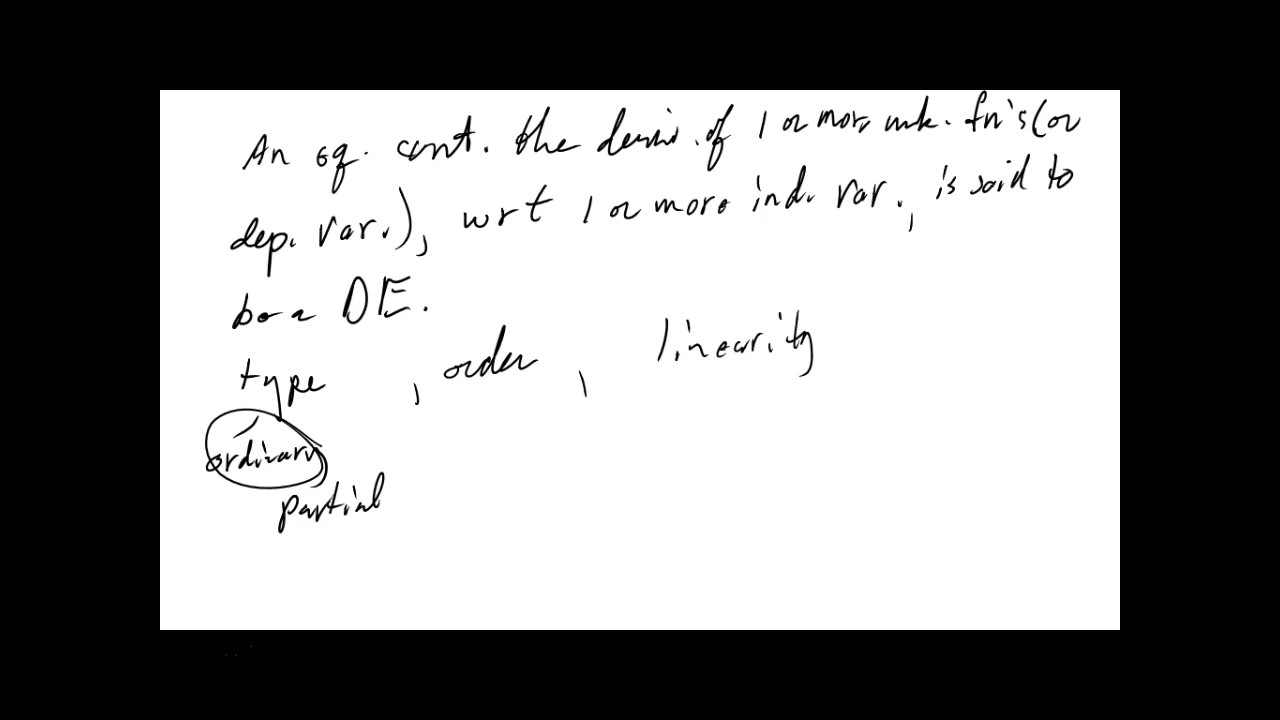 An eq. cont. the deriv. of 1 or more unk. fn's (or
dep. var.), wrt 1 or more ind. var., is said to
be a DE.
type , order , linearity
ordinary
partial